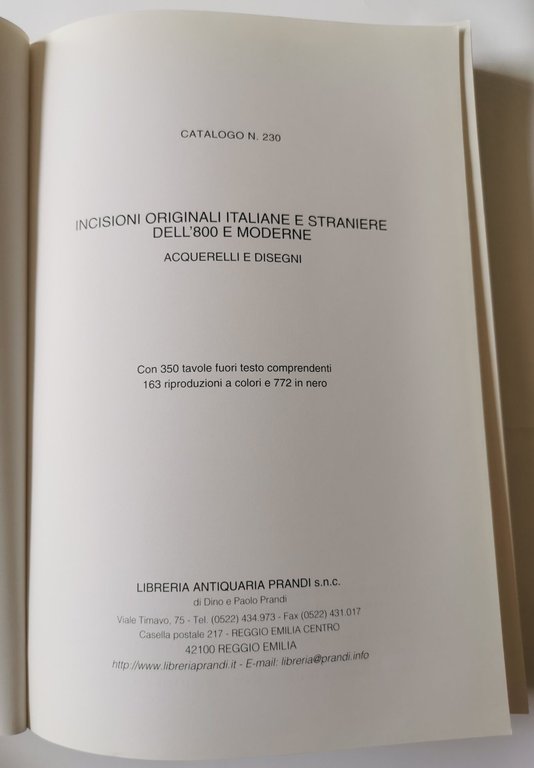 CATALOGO N. 230
INCISIONI ORIGINALI ITALIANE E STRANIERE
DELL'800 E MODERNE
ACQUERELLI E DISEGNI
Con 350 tavole fuori testo comprendenti
163 riproduzioni a colori e 772 in nero
LIBRERIA ANTIQUARIA PRANDI s.n.c.
di Dino e Paolo Prandi
Viale Timavo, 75 - Tel. (0522) 434.973 - Fax (0522) 431.017
Casella postale 217 - REGGIO EMILIA CENTRO
42100 REGGIO EMILIA
http://www.libreriaprandi.it - E-mail: libreria@prandi.info